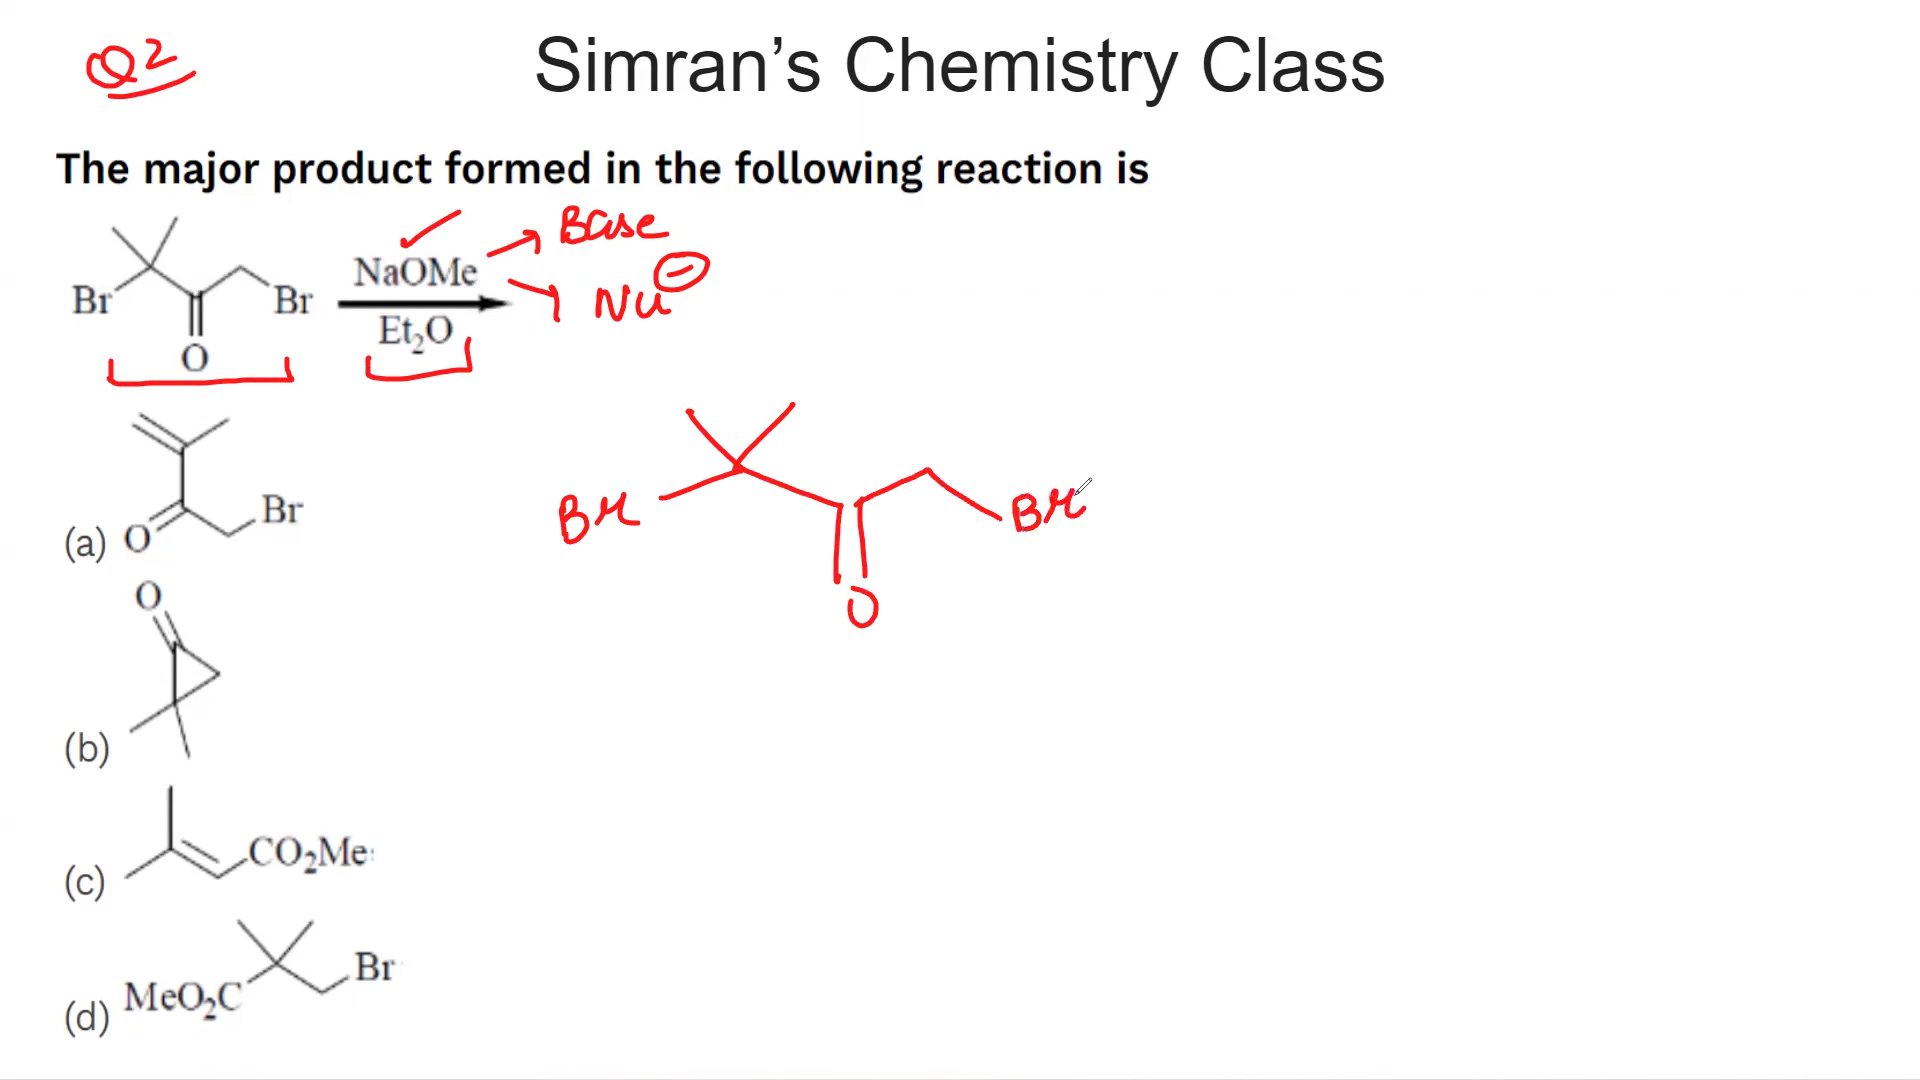 Q2
Simran’s Chemistry Class
The major product formed in the following reaction is
Br O Br
NaOMe
Et₂O
Base
Nu⊖
Br O Br
(a) O Br
(b) O
(c) CO₂Me
(d) MeO₂C Br